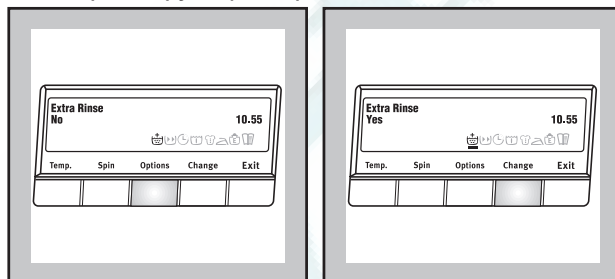 Extra Rinse
No
10.55
Temp. Spin Options Change Exit
Extra Rinse
Yes
10.55
Temp. Spin Options Change Exit